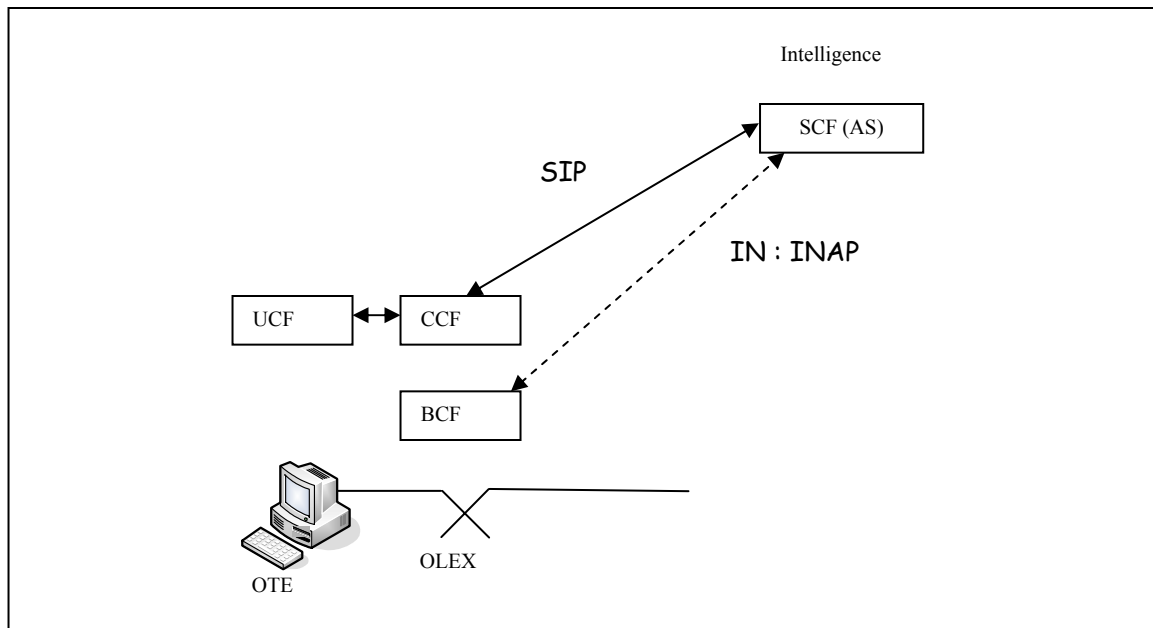 Intelligence
SCF (AS)
SIP
IN : INAP
UCF
CCF
BCF
OLEX
OTE